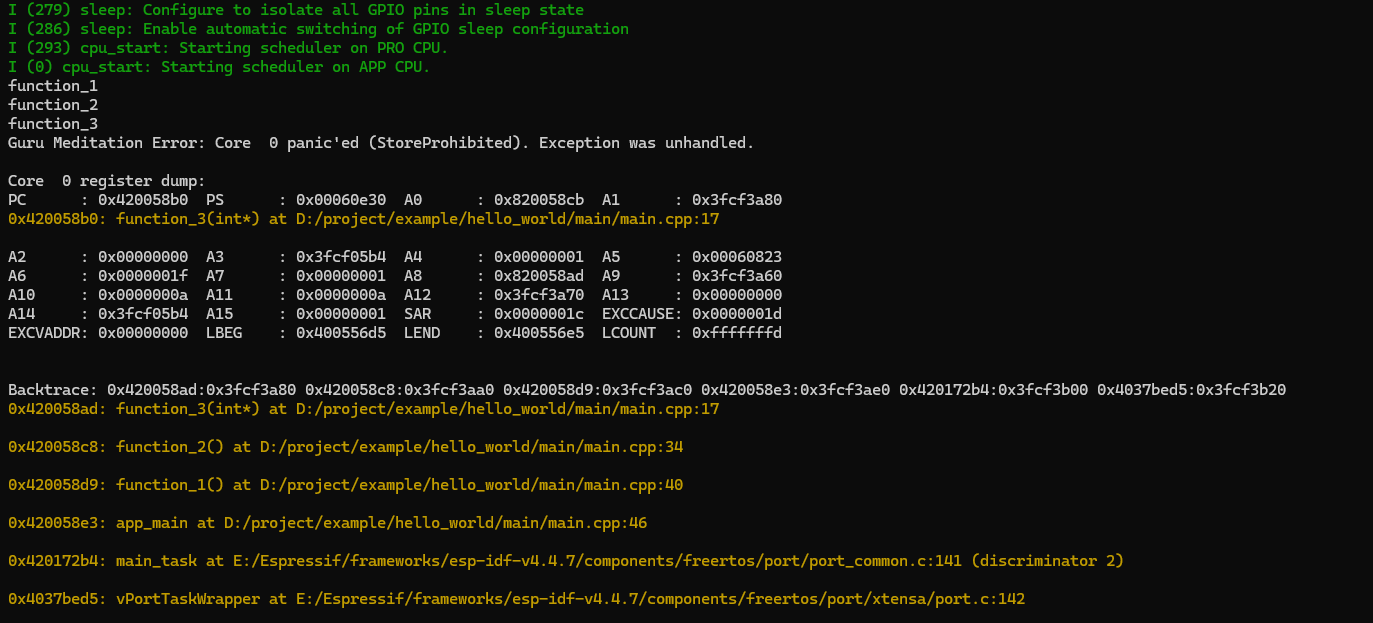 I (279) sleep: Configure to isolate all GPIO pins in sleep state
I (286) sleep: Enable automatic switching of GPIO sleep configuration
I (293) cpu_start: Starting scheduler on PRO CPU.
I (0) cpu_start: Starting scheduler on APP CPU.
function_1
function_2
function_3
Guru Meditation Error: Core  0 panic'ed (StoreProhibited). Exception was unhandled.
Core  0 register dump:
PC      : 0x420058b0  PS      : 0x00060e30  A0      : 0x820058cb  A1      : 0x3fcf3a80
0x420058b0: function_3(int*) at D:/project/example/hello_world/main/main.cpp:17
A2      : 0x00000000  A3      : 0x3fcf05b4  A4      : 0x00000001  A5      : 0x00060823
A6      : 0x0000001f  A7      : 0x00000001  A8      : 0x820058ad  A9      : 0x3fcf3a60
A10     : 0x0000000a  A11     : 0x0000000a  A12     : 0x3fcf3a70  A13     : 0x00000000
A14     : 0x3fcf05b4  A15     : 0x00000001  SAR     : 0x0000001c  EXCCAUSE: 0x0000001d
EXCVADDR: 0x00000000  LBEG    : 0x400556d5  LEND    : 0x400556e5  LCOUNT  : 0xfffffffd
Backtrace: 0x420058ad:0x3fcf3a80 0x420058c8:0x3fcf3aa0 0x420058d9:0x3fcf3ac0 0x420058e3:0x3fcf3ae0 0x420172b4:0x3fcf3b00 0x4037bed5:0x3fcf3b20
0x420058ad: function_3(int*) at D:/project/example/hello_world/main/main.cpp:17
0x420058c8: function_2() at D:/project/example/hello_world/main/main.cpp:34
0x420058d9: function_1() at D:/project/example/hello_world/main/main.cpp:40
0x420058e3: app_main at D:/project/example/hello_world/main/main.cpp:46
0x420172b4: main_task at E:/Espressif/frameworks/esp-idf-v4.4.7/components/freertos/port/port_common.c:141 (discriminator 2)
0x4037bed5: vPortTaskWrapper at E:/Espressif/frameworks/esp-idf-v4.4.7/components/freertos/port/xtensa/port.c:142